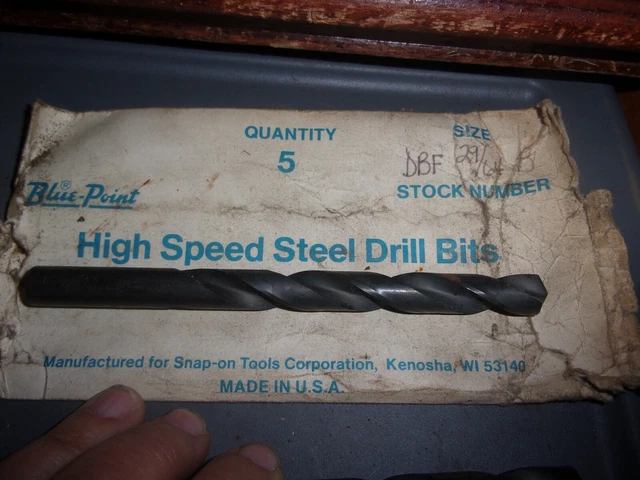 QUANTITY
5
SIZE
DBF 29/64 B
STOCK NUMBER
Blue-Point®
High Speed Steel Drill Bits
Manufactured for Snap-on Tools Corporation, Kenosha, WI 53140
MADE IN U.S.A.